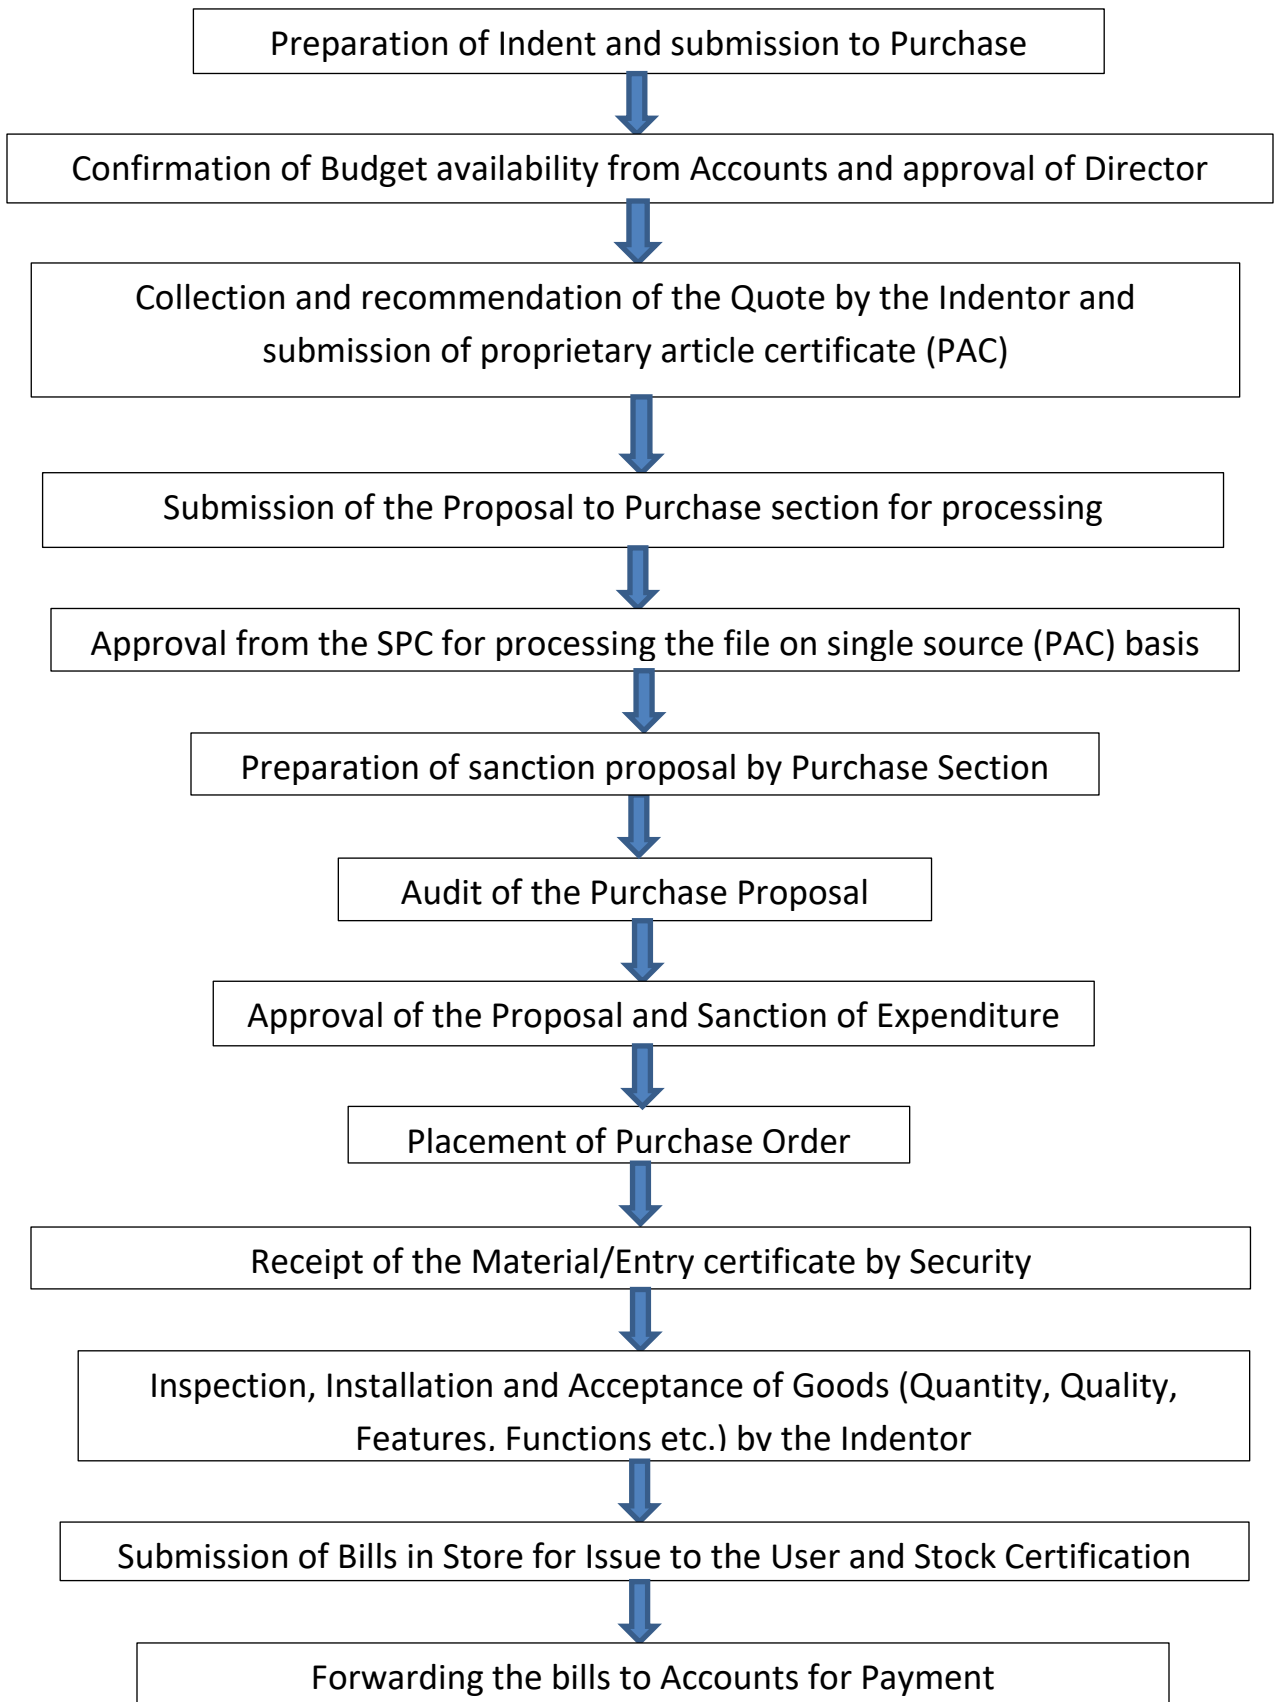 Preparation of Indent and submission to Purchase
Confirmation of Budget availability from Accounts and approval of Director
Collection and recommendation of the Quote by the Indentor and
submission of proprietary article certificate (PAC)
Submission of the Proposal to Purchase section for processing
Approval from the SPC for processing the file on single source (PAC) basis
Preparation of sanction proposal by Purchase Section
Audit of the Purchase Proposal
Approval of the Proposal and Sanction of Expenditure
Placement of Purchase Order
Receipt of the Material/Entry certificate by Security
Inspection, Installation and Acceptance of Goods (Quantity, Quality,
Features, Functions etc.) by the Indentor
Submission of Bills in Store for Issue to the User and Stock Certification
Forwarding the bills to Accounts for Payment